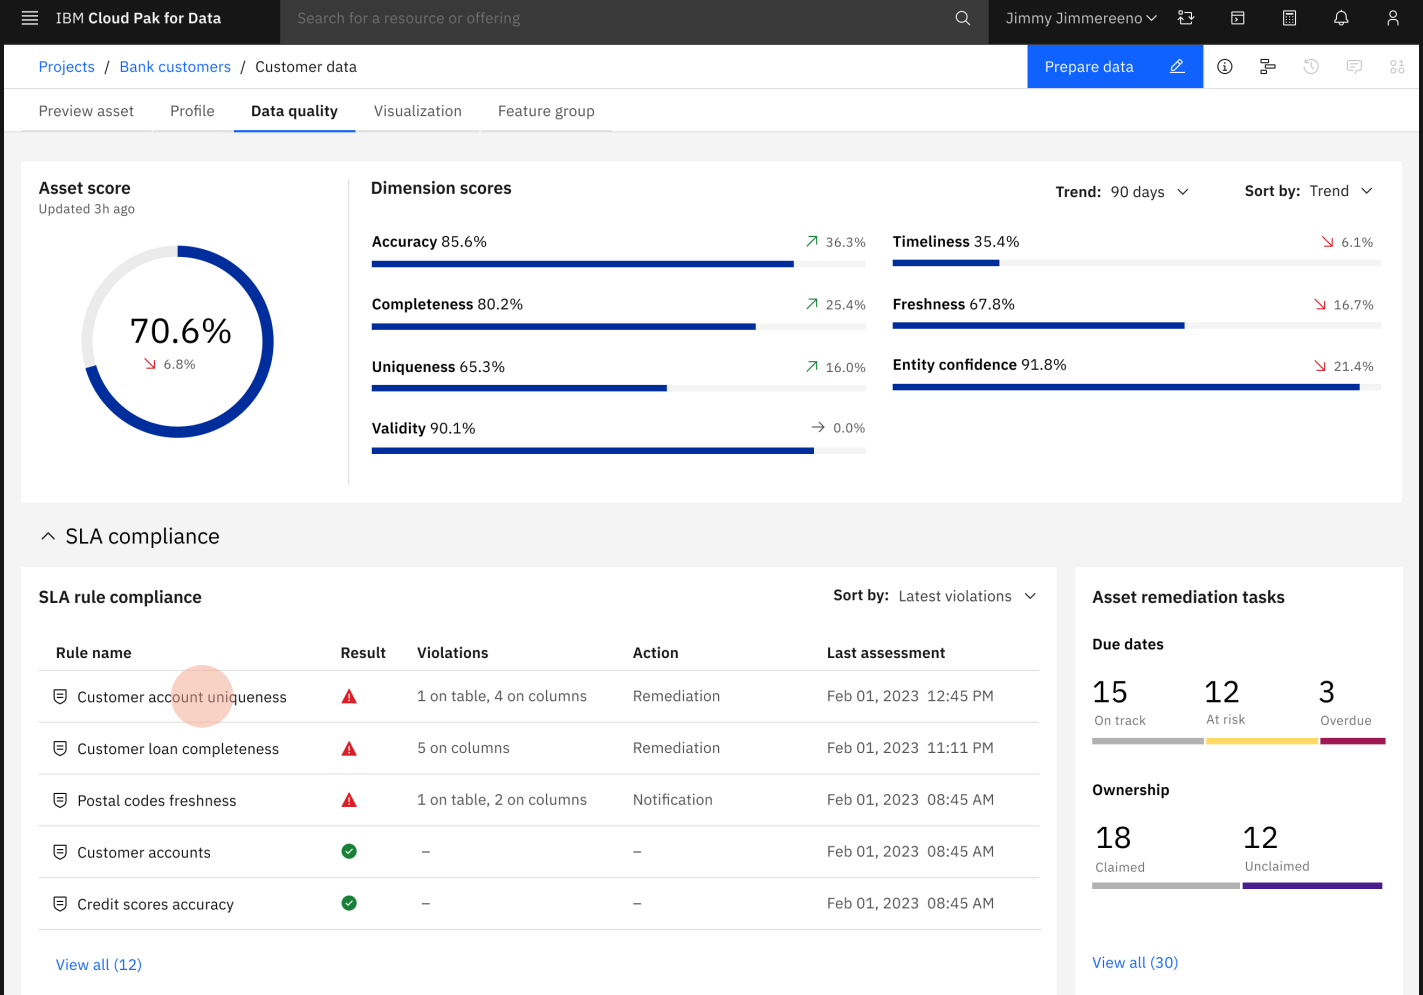 IBM Cloud Pak for Data
Search for a resource or offering
Jimmy Jimmereeno
Projects / Bank customers / Customer data
Prepare data
Preview asset
Profile
Data quality
Visualization
Feature group
Asset score
Updated 3h ago
70.6%
6.8%
Dimension scores
Trend: 90 days
Sort by: Trend
Accuracy 85.6%
36.3%
Completeness 80.2%
25.4%
Uniqueness 65.3%
16.0%
Validity 90.1%
0.0%
Timeliness 35.4%
6.1%
Freshness 67.8%
16.7%
Entity confidence 91.8%
21.4%
SLA compliance
SLA rule compliance
Sort by: Latest violations
Rule name Result Violations Action Last assessment
Customer account uniqueness 1 on table, 4 on columns Remediation Feb 01, 2023 12:45 PM
Customer loan completeness 5 on columns Remediation Feb 01, 2023 11:11 PM
Postal codes freshness 1 on table, 2 on columns Notification Feb 01, 2023 08:45 AM
Customer accounts – – Feb 01, 2023 08:45 AM
Credit scores accuracy – – Feb 01, 2023 08:45 AM
View all (12)
Asset remediation tasks
Due dates
15 12 3
On track At risk Overdue
Ownership
18 12
Claimed Unclaimed
View all (30)